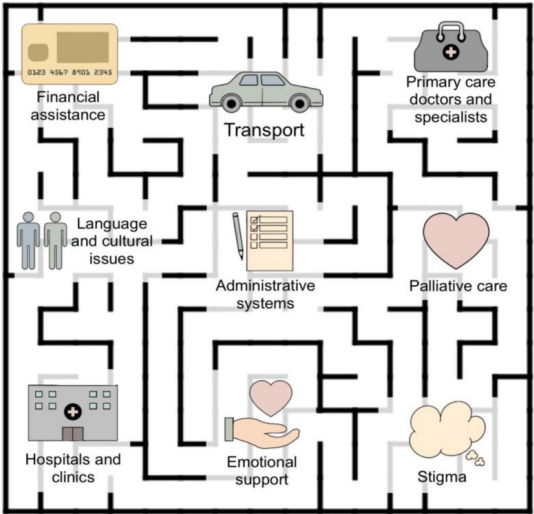 0123 4567 8901 2345
Financial
assistance
Transport
Primary care
doctors and
specialists
Language
and cultural
issues
Administrative
systems
Palliative care
Hospitals and
clinics
Emotional
support
Stigma